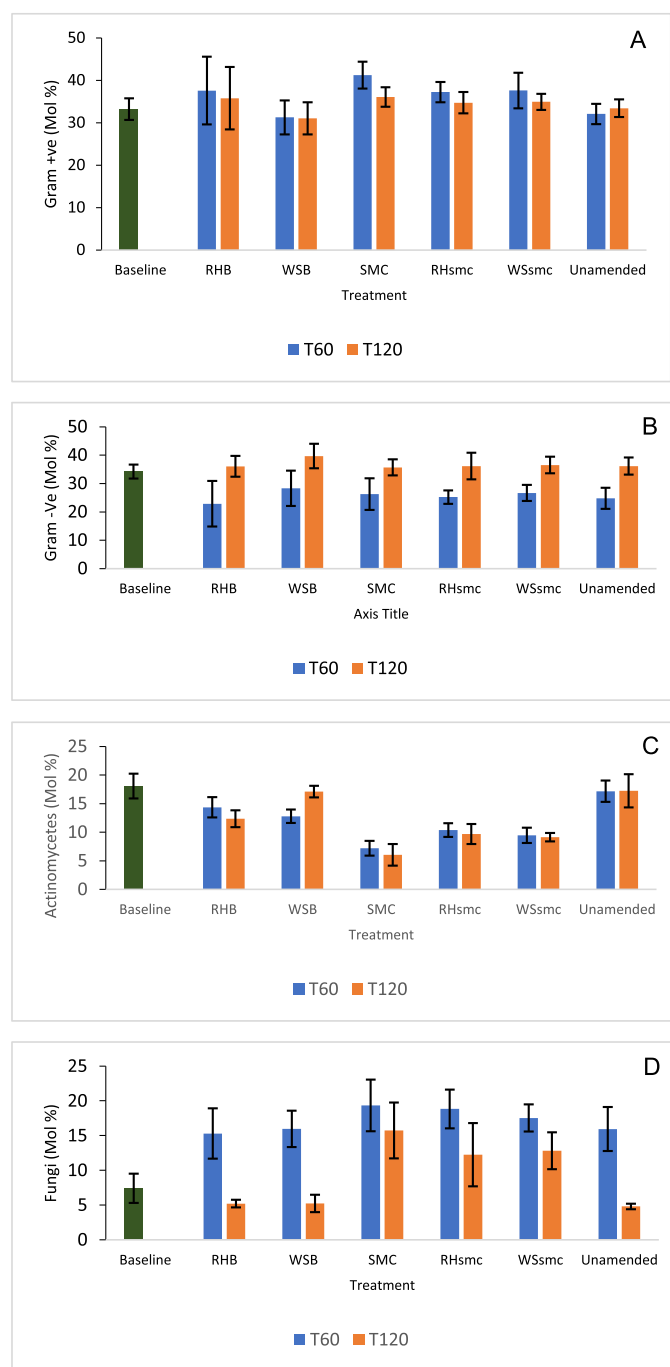 A
Gram +ve (Mol %)
50
40
30
20
10
0
Baseline RHB WSB SMC RHsmc WSsmc Unamended
Treatment
T60 T120
B
Gram -Ve (Mol %)
50
40
30
20
10
0
Baseline RHB WSB SMC RHsmc WSsmc Unamended
Axis Title
T60 T120
C
Actinomycetes (Mol %)
25
20
15
10
5
0
Baseline RHB WSB SMC RHsmc WSsmc Unamended
Treatment
T60 T120
D
Fungi (Mol %)
25
20
15
10
5
0
Baseline RHB WSB SMC RHsmc WSsmc Unamended
Treatment
T60 T120